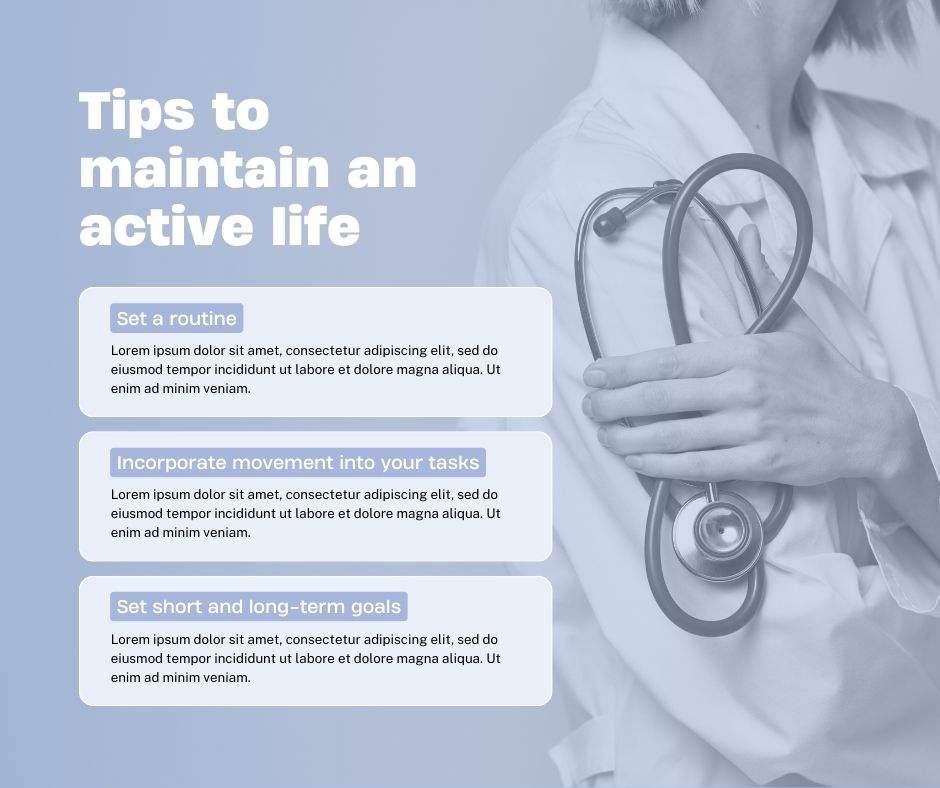 Tips to
maintain an
active life
Set a routine
Lorem ipsum dolor sit amet, consectetur adipiscing elit, sed do
eiusmod tempor incididunt ut labore et dolore magna aliqua. Ut
enim ad minim veniam.
Incorporate movement into your tasks
Lorem ipsum dolor sit amet, consectetur adipiscing elit, sed do
eiusmod tempor incididunt ut labore et dolore magna aliqua. Ut
enim ad minim veniam.
Set short and long-term goals
Lorem ipsum dolor sit amet, consectetur adipiscing elit, sed do
eiusmod tempor incididunt ut labore et dolore magna aliqua. Ut
enim ad minim veniam.